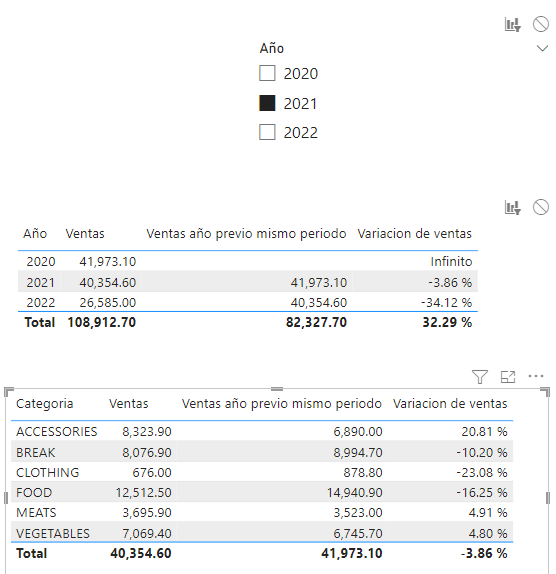 Año
2020
2021
2022
Año Ventas Ventas año previo mismo periodo Variacion de ventas
2020 41,973.10 Infinito
2021 40,354.60 41,973.10 -3.86 %
2022 26,585.00 40,354.60 -34.12 %
Total 108,912.70 82,327.70 32.29 %
Categoria Ventas Ventas año previo mismo periodo Variacion de ventas
ACCESSORIES 8,323.90 6,890.00 20.81 %
BREAK 8,076.90 8,994.70 -10.20 %
CLOTHING 676.00 878.80 -23.08 %
FOOD 12,512.50 14,940.90 -16.25 %
MEATS 3,695.90 3,523.00 4.91 %
VEGETABLES 7,069.40 6,745.70 4.80 %
Total 40,354.60 41,973.10 -3.86 %